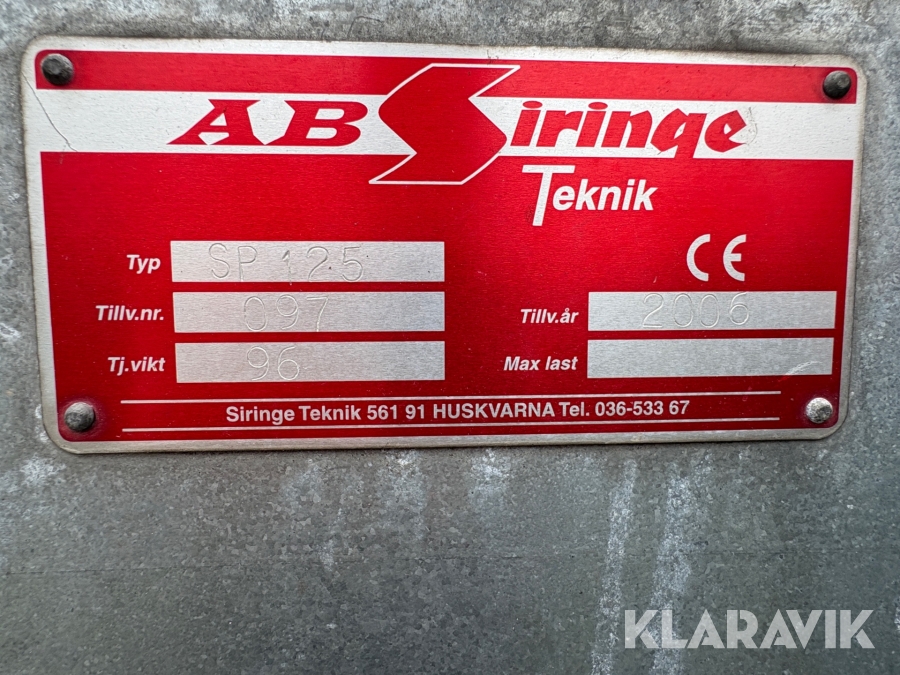 AB Siringe
Teknik
Typ SP 125
Tillv.nr. 097
Tillv.år 2006
Tj.vikt 96
Max last
CE
Siringe Teknik 561 91 HUSKVARNA Tel. 036-533 67
KLARAVIK